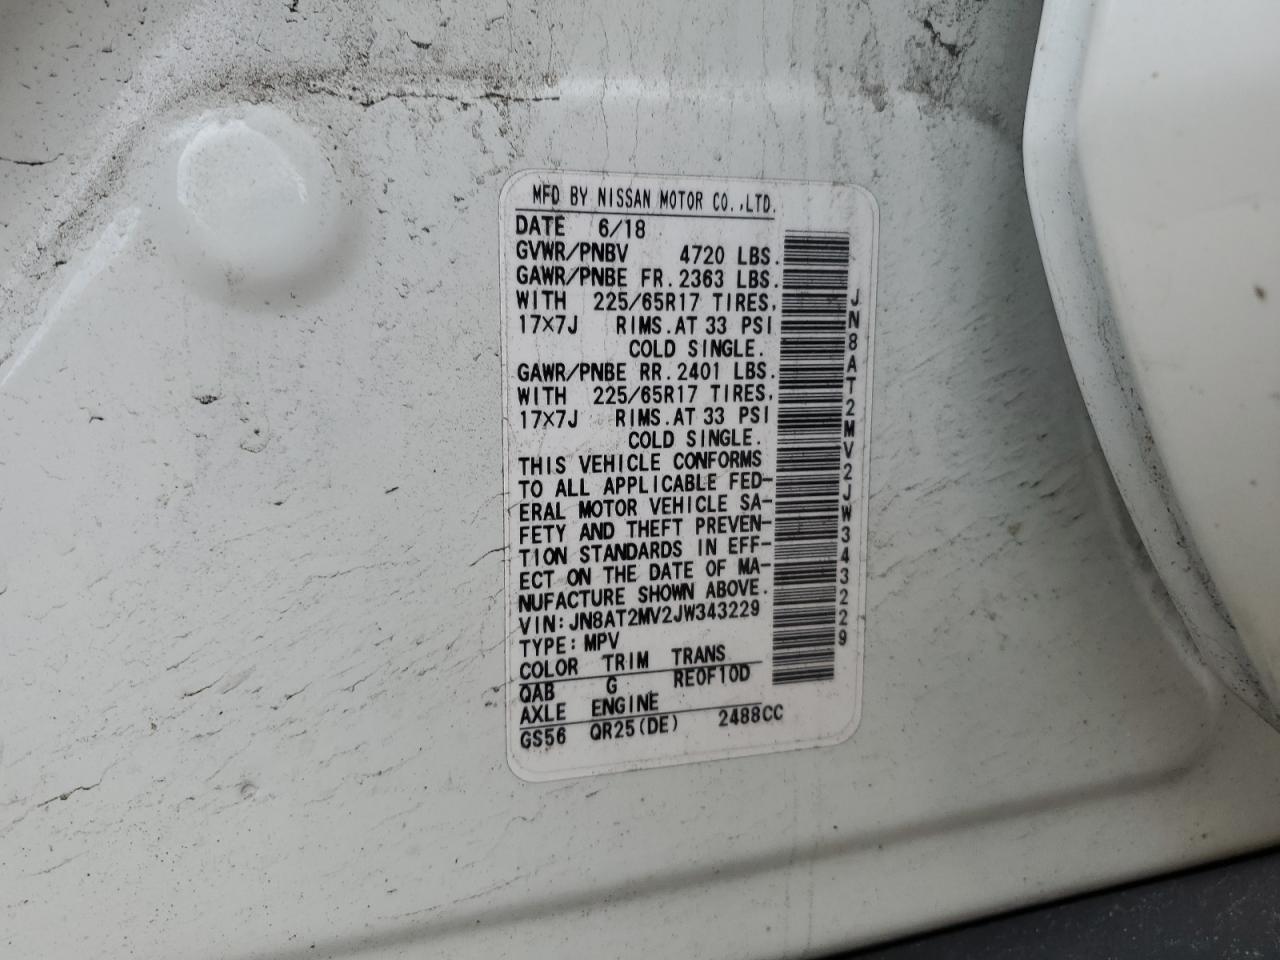 MFD BY NISSAN MOTOR CO.,LTD.
DATE 6/18
GVWR/PNBV 4720 LBS.
GAWR/PNBE FR. 2363 LBS.
WITH 225/65R17 TIRES,
17×7J RIMS.AT 33 PSI
COLD SINGLE.
GAWR/PNBE RR. 2401 LBS.
WITH 225/65R17 TIRES,
17×7J RIMS.AT 33 PSI
COLD SINGLE.
THIS VEHICLE CONFORMS
TO ALL APPLICABLE FED-
ERAL MOTOR VEHICLE SA-
FETY AND THEFT PREVEN-
TION STANDARDS IN EFF-
ECT ON THE DATE OF MA-
NUFACTURE SHOWN ABOVE.
VIN:JN8AT2MV2JW343229
TYPE:MPV
COLOR TRIM TRANS
QAB G RE0F10D
AXLE ENGINE
GS56 QR25(DE) 2488CC
JN8AT2MV2JW343229